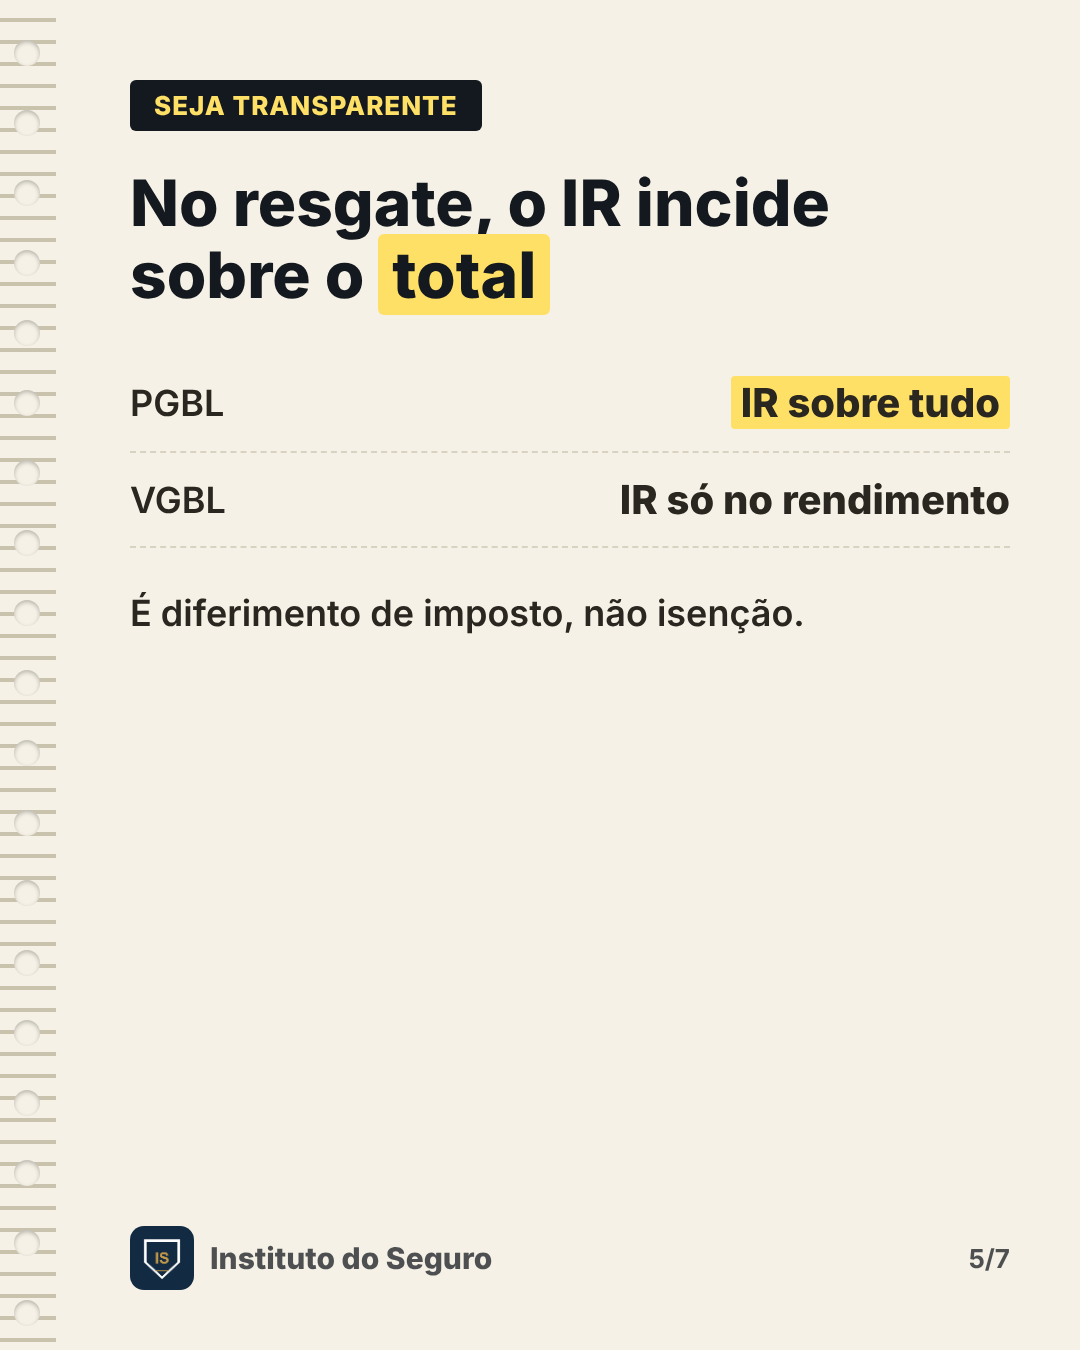 SEJA TRANSPARENTE
No resgate, o IR incide
sobre o total
PGBL IR sobre tudo
VGBL IR só no rendimento
É diferimento de imposto, não isenção.
IS
Instituto do Seguro
5/7